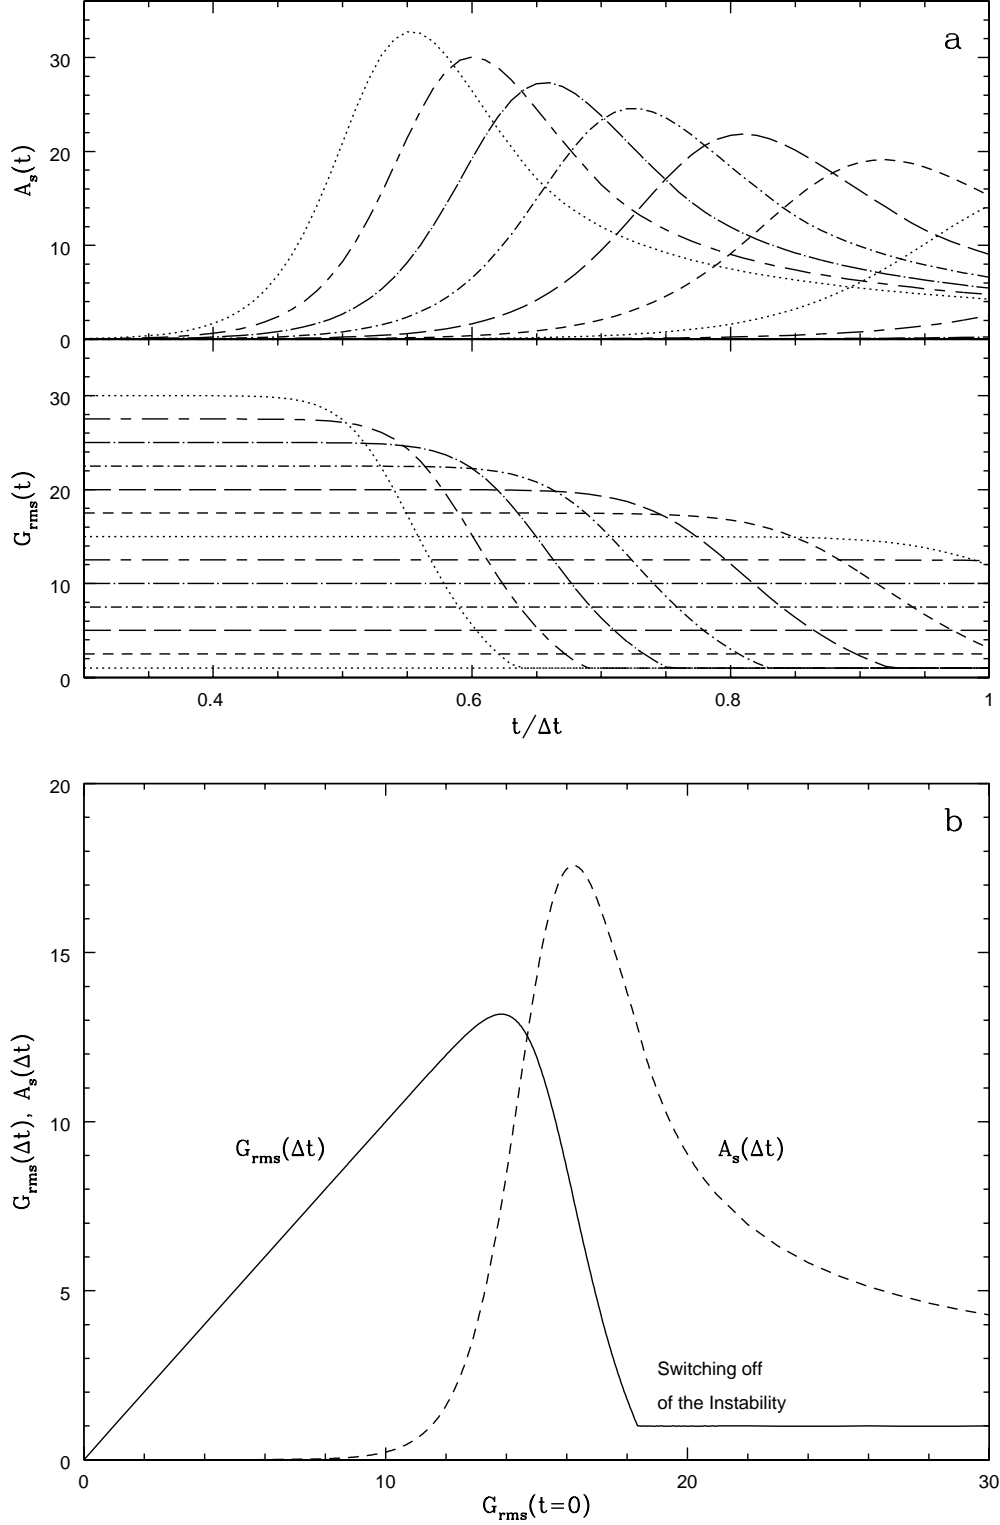 a
30
20
10
0
A_s(t)
30
20
10
0
G_rms(t)
0.4 0.6 0.8 1
t/Δt
b
20
15
10
5
0
G_rms(Δt), A_s(Δt)
G_rms(Δt)
A_s(Δt)
Switching off
of the Instability
0 10 20 30
G_rms(t=0)